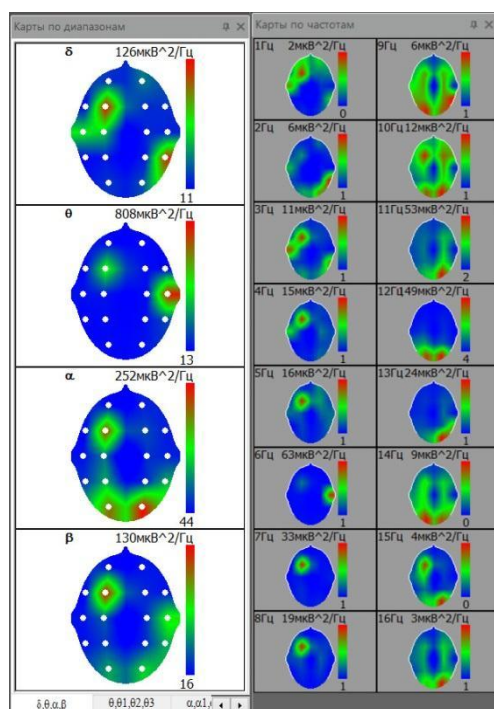 Карты по диапазонам
δ 126мкВ^2/Гц
11
θ 808мкВ^2/Гц
13
α 252мкВ^2/Гц
44
β 130мкВ^2/Гц
16
δ,θ,α,β θ,θ1,θ2,θ3
Карты по частотам
1Гц 2мкВ^2/Гц 9Гц 6мкВ^2/Гц
0 1
2Гц 6мкВ^2/Гц 10Гц 12мкВ^2/Гц
1 1
3Гц 11мкВ^2/Гц 11Гц 53мкВ^2/Гц
1 2
4Гц 15мкВ^2/Гц 12Гц 149мкВ^2/Гц
1 4
5Гц 16мкВ^2/Гц 13Гц 24мкВ^2/Гц
1 1
6Гц 63мкВ^2/Гц 14Гц 9мкВ^2/Гц
1 0
7Гц 33мкВ^2/Гц 15Гц 4мкВ^2/Гц
1 0
8Гц 19мкВ^2/Гц 16Гц 3мкВ^2/Гц
1 1